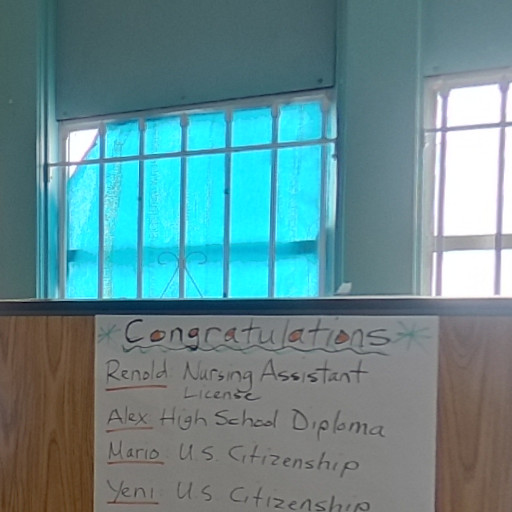 Congratulations
Renold: Nursing Assistant
License
Alex: High School Diploma
Mario: U.S. Citizenship
Yeni: U.S. Citizenship